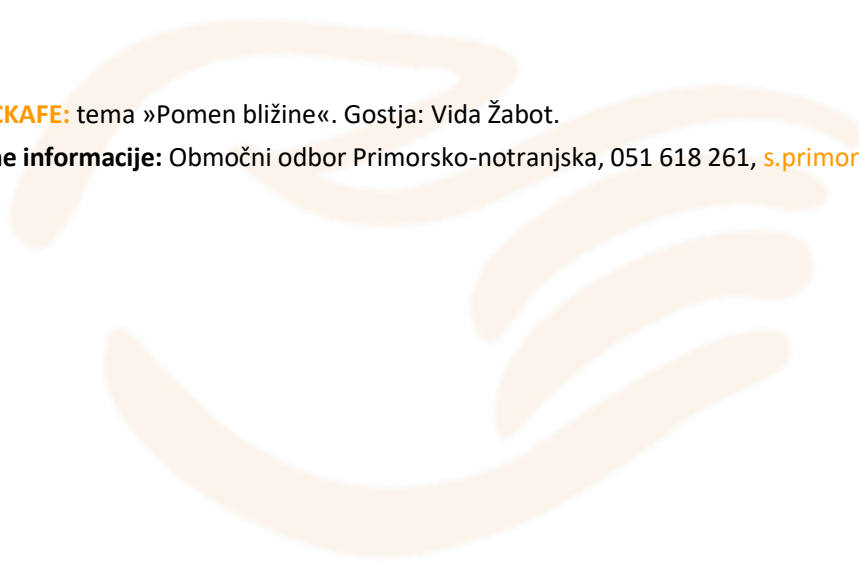 CKAFE: tema »Pomen bližine«. Gostja: Vida Žabot.
ne informacije: Območni odbor Primorsko-notranjska, 051 618 261, s.primor